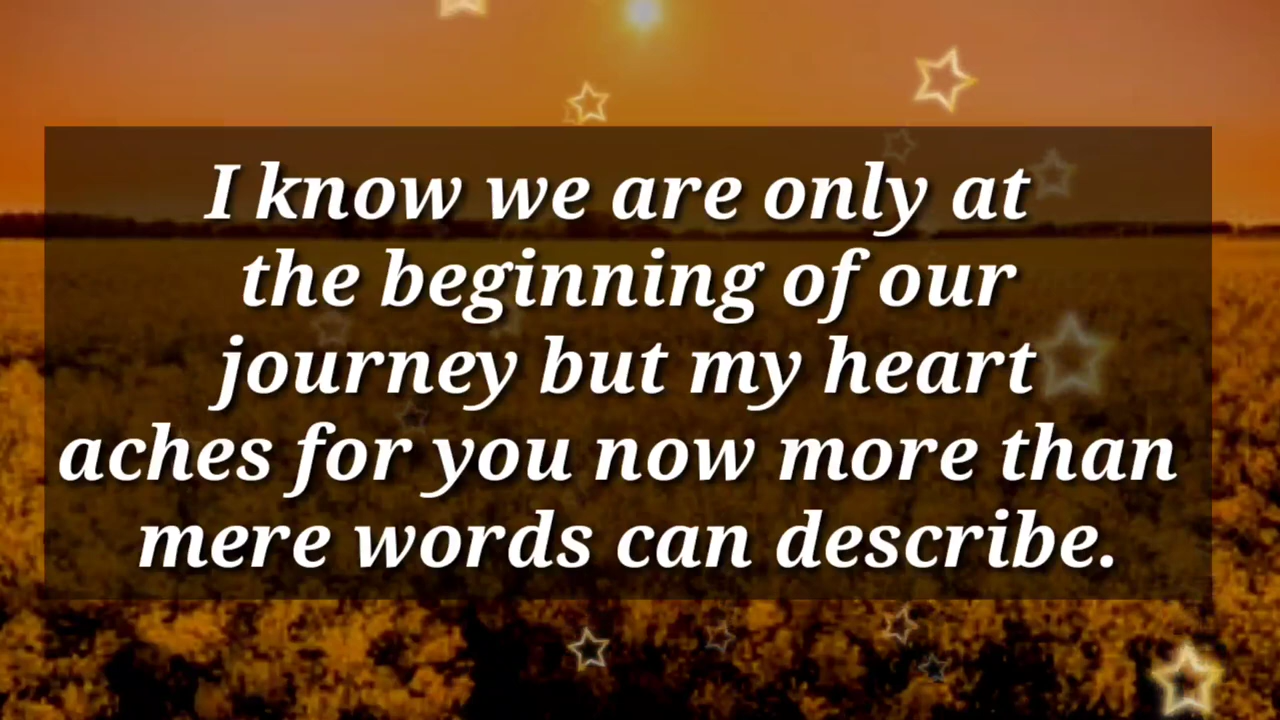 I know we are only at
the beginning of our
journey but my heart
aches for you now more than
mere words can describe.